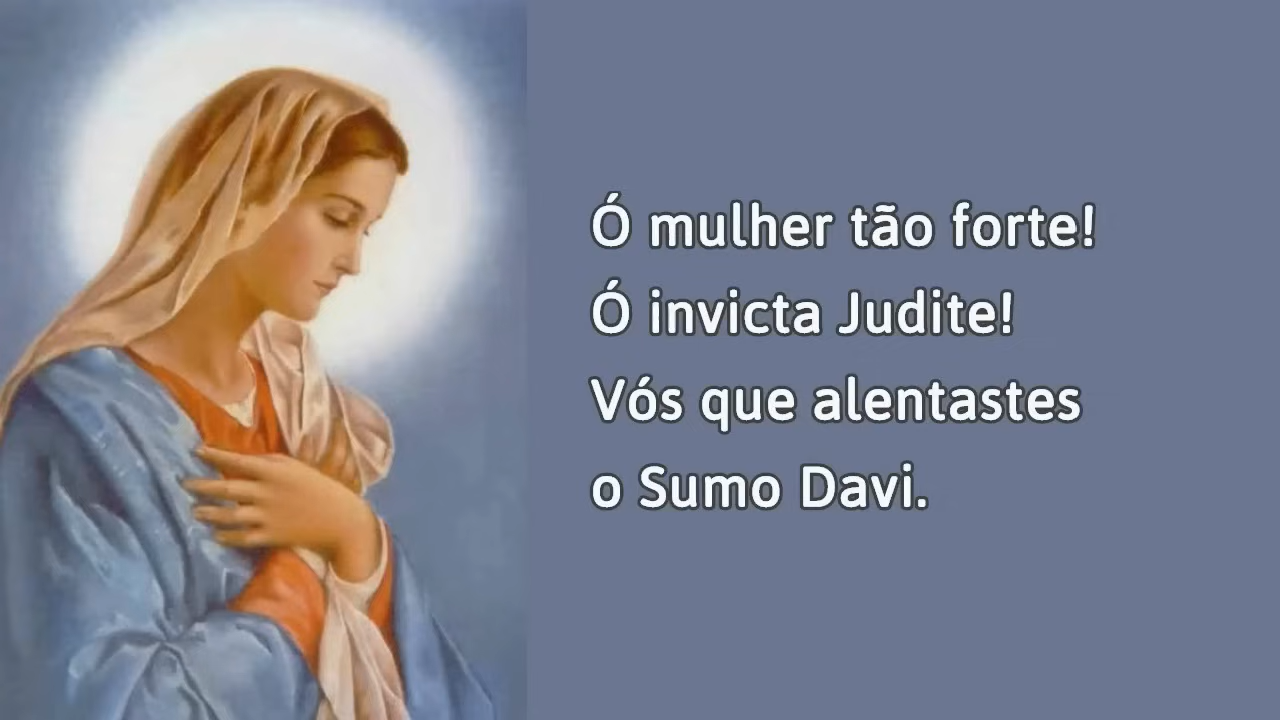 Ó mulher tão forte!
Ó invicta Judite!
Vós que alentastes
o Sumo Davi.